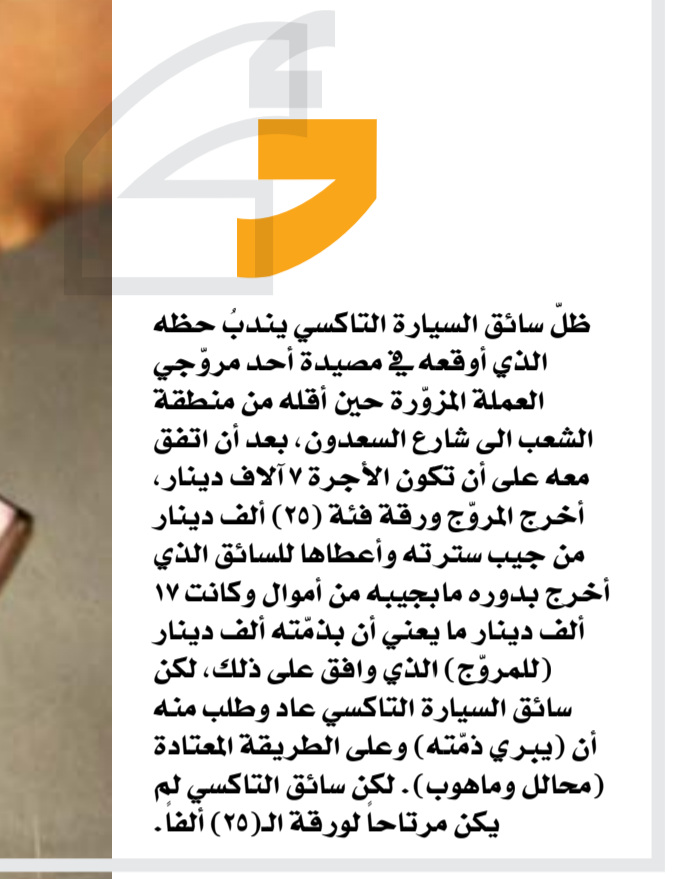 ظلّ سائق السيارة التاكسي يندبُ حظه
الذي أوقعه في مصيدة أحد مروّجي
العملة المزوّرة حين أقله من منطقة
الشعب الى شارع السعدون، بعد أن اتفق
معه على أن تكون الأجرة ٧آلاف دينار،
أخرج المروّج ورقة فئة (٢٥) ألف دينار
من جيب سترته وأعطاها للسائق الذي
أخرج بدوره مابجيبه من أموال وكانت ١٧
ألف دينار ما يعني أن بذمّته ألف دينار
(للمروّج) الذي وافق على ذلك، لكن
سائق السيارة التاكسي عاد وطلب منه
أن (يبري ذمّته) وعلى الطريقة المعتادة
(محالل وماهوب). لكن سائق التاكسي لم
يكن مرتاحاً لورقة الـ(٢٥) ألفاً.